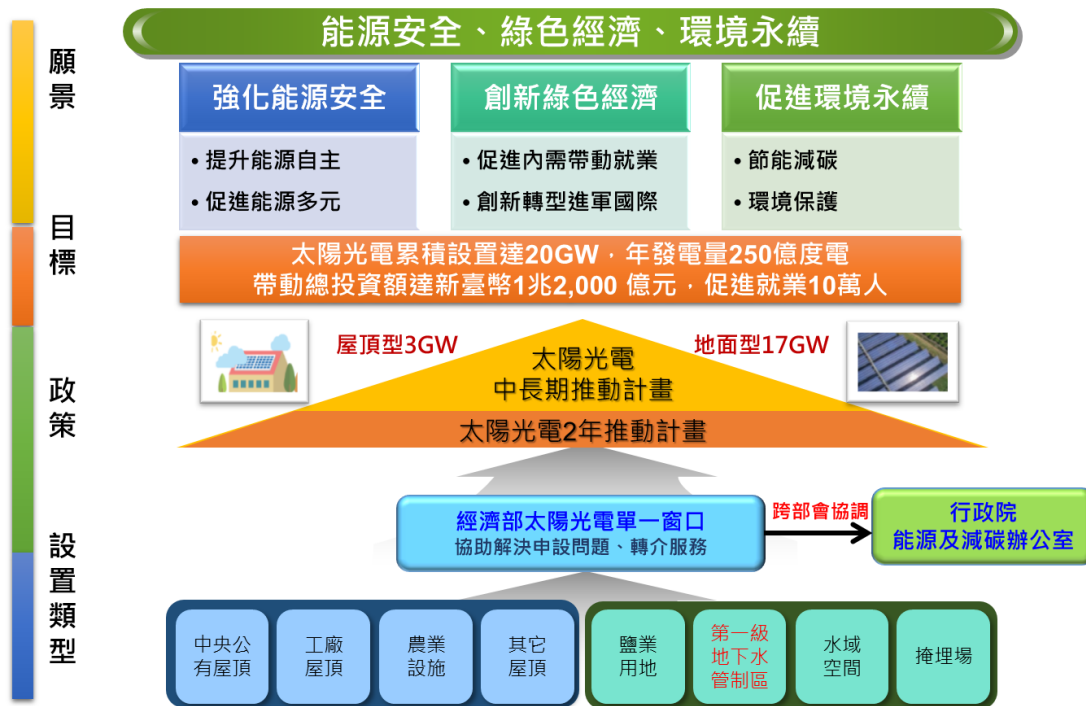 能源安全、綠色經濟、環境永續
願景
強化能源安全
創新綠色經濟
促進環境永續
• 提升能源自主
• 促進能源多元
• 促進內需帶動就業
• 創新轉型進軍國際
• 節能減碳
• 環境保護
目標
太陽光電累積設置達20GW，年發電量250億度電
帶動總投資額達新臺幣1兆2,000 億元，促進就業10萬人
政策
屋頂型3GW
地面型17GW
太陽光電
中長期推動計畫
太陽光電2年推動計畫
經濟部太陽光電單一窗口
協助解決申設問題、轉介服務
跨部會協調
行政院
能源及減碳辦公室
設置類型
中央公
有屋頂
工廠
屋頂
農業
設施
其它
屋頂
鹽業
用地
第一級
地下水
管制區
水域
空間
掩埋場